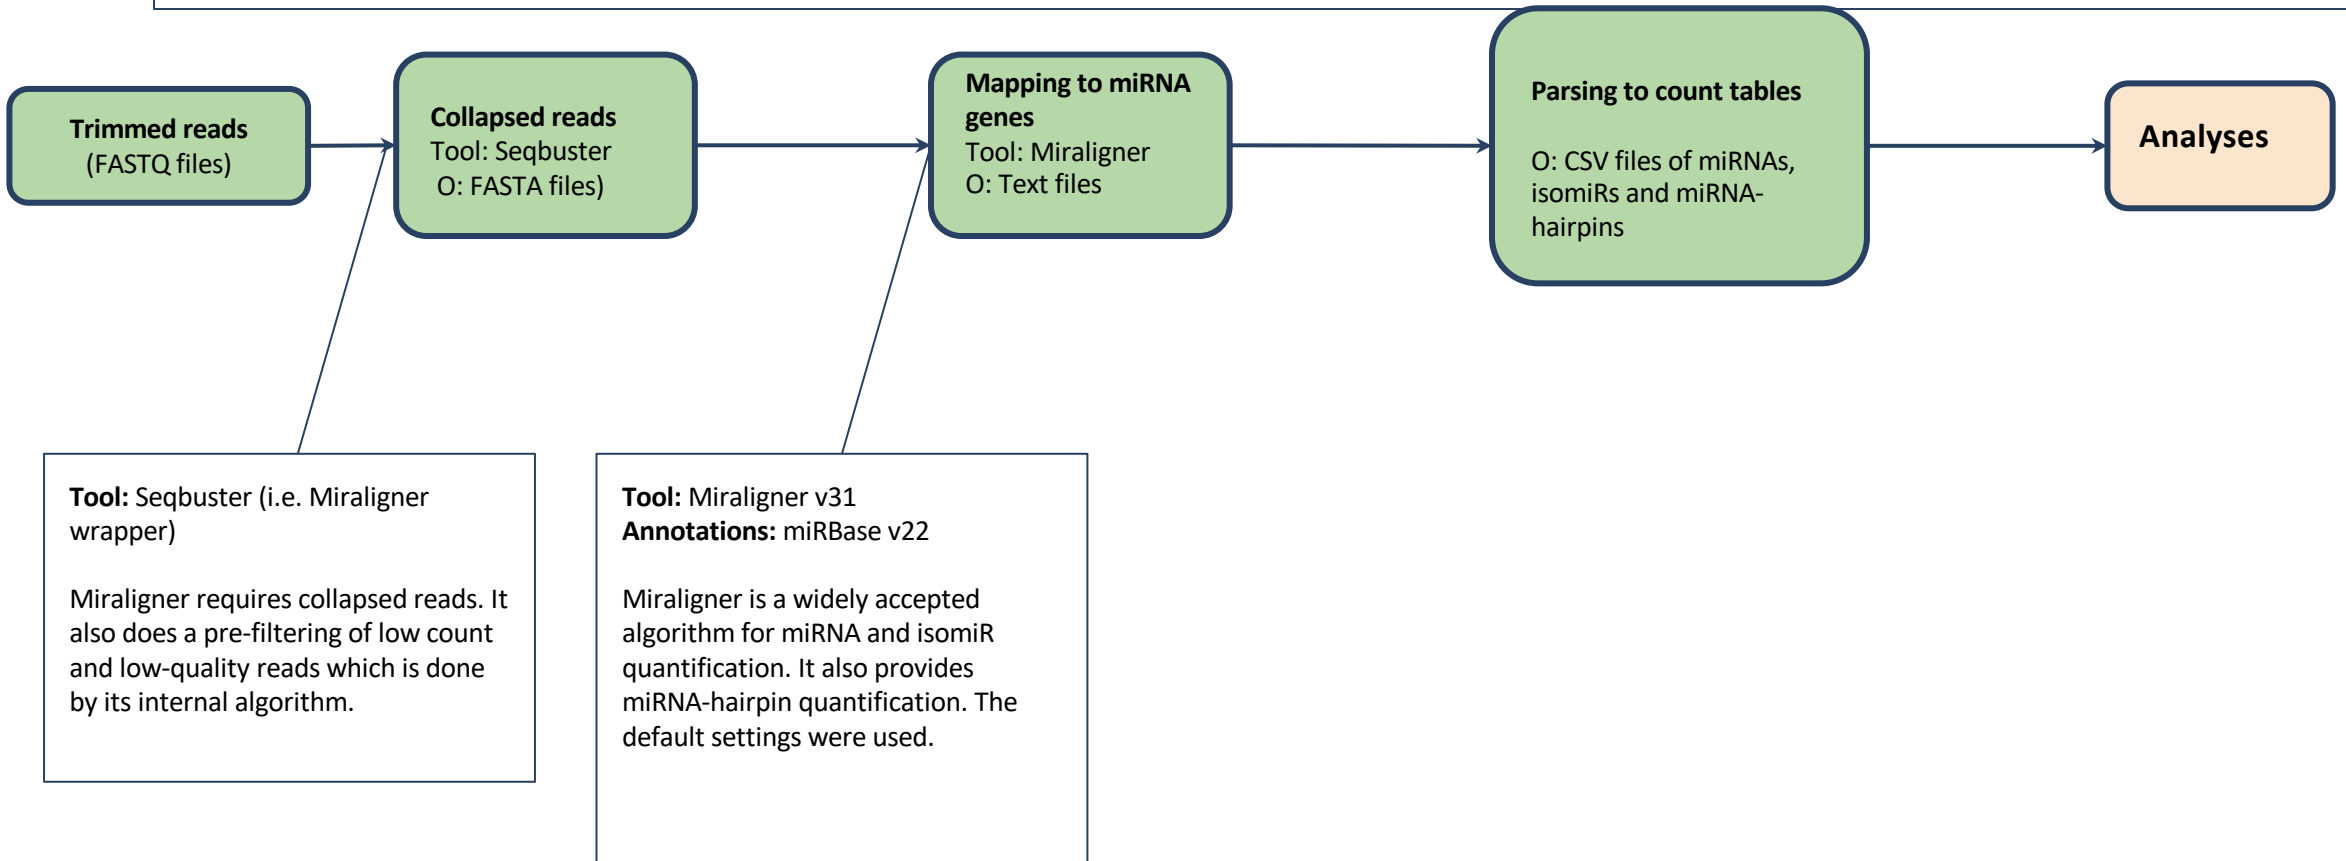 Trimmed reads
(FASTQ files)
Collapsed reads
Tool: Seqbuster
O: FASTA files)
Mapping to miRNA
genes
Tool: Miraligner
O: Text files
Parsing to count tables
O: CSV files of miRNAs,
isomiRs and miRNA-
hairpins
Analyses
Tool: Seqbuster (i.e. Miraligner
wrapper)
Miraligner requires collapsed reads. It
also does a pre-filtering of low count
and low-quality reads which is done
by its internal algorithm.
Tool: Miraligner v31
Annotations: miRBase v22
Miraligner is a widely accepted
algorithm for miRNA and isomiR
quantification. It also provides
miRNA-hairpin quantification. The
default settings were used.